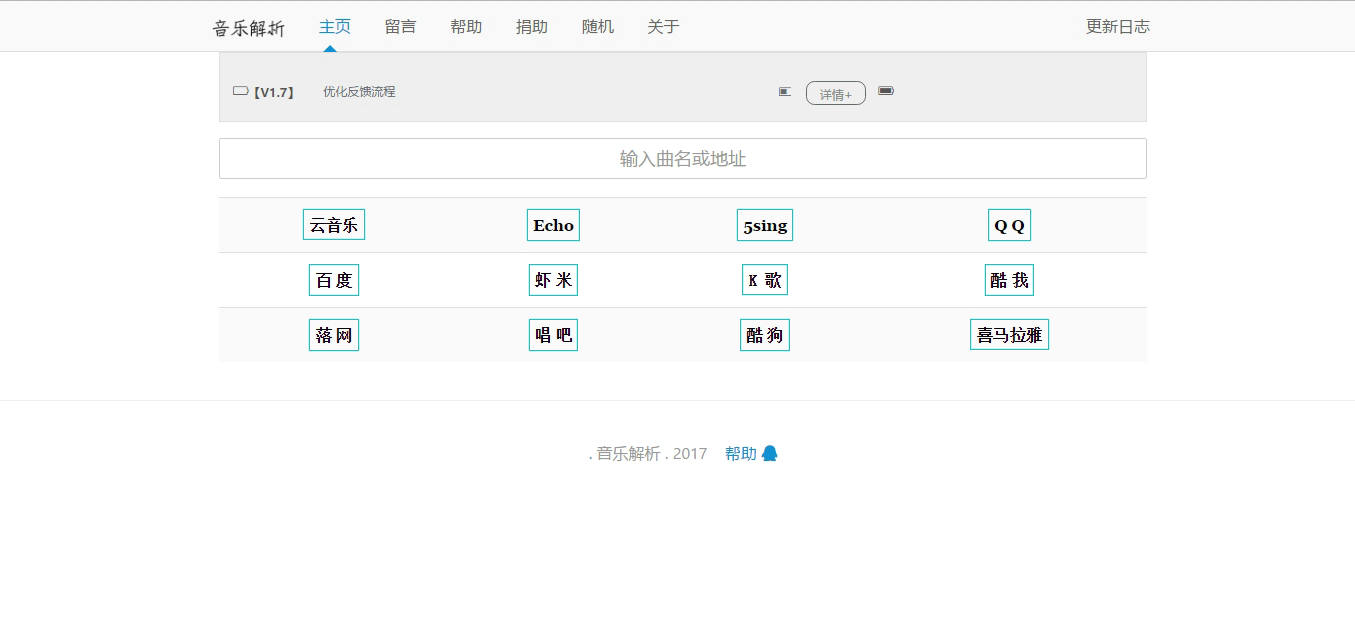 音乐解析 主页 留言 帮助 捐助 随机 关于 更新日志
【V1.7】 优化反馈流程 详情+
输入曲名或地址
云音乐 Echo 5sing Q Q
百 度 虾 米 K 歌 酷 我
落 网 唱 吧 酷 狗 喜马拉雅
. 音乐解析 . 2017 帮助